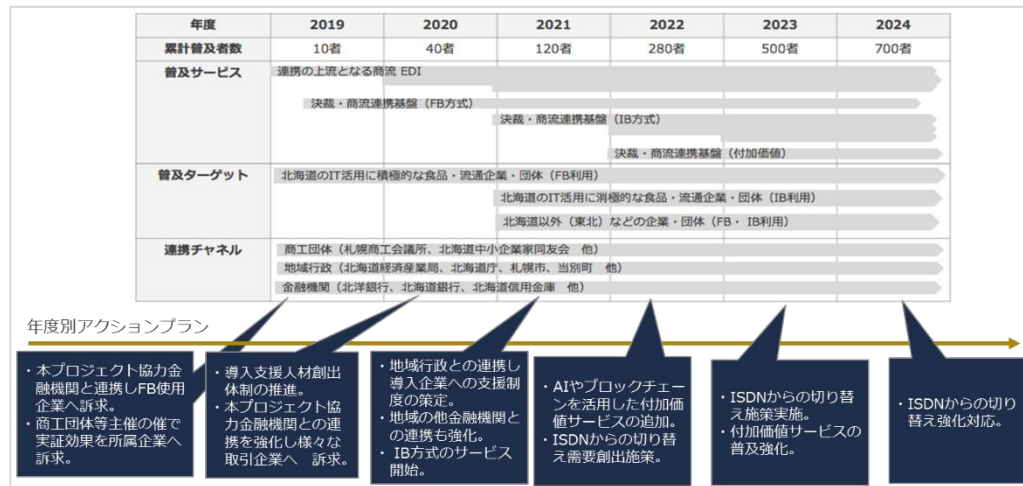 年度 2019 2020 2021 2022 2023 2024
累計普及者数 10者 40者 120者 280者 500者 700者
普及サービス 連携の上流となる商流 EDI
決裁・商流連携基盤（FB方式）
決裁・商流連携基盤（IB方式）
決裁・商流連携基盤（付加価値）
普及ターゲット 北海道のIT活用に積極的な食品・流通企業・団体（FB利用）
北海道のIT活用に消極的な食品・流通企業・団体（IB利用）
北海道以外（東北）などの企業・団体（FB・ IB利用）
連携チャネル 商工団体（札幌商工会議所、北海道中小企業家同友会　他）
地域行政（北海道経済産業局、北海道庁、札幌市、当別町　他）
金融機関（北洋銀行、北海道銀行、北海道信用金庫　他）
年度別アクションプラン
・本プロジェクト協力金
融機関と連携しFB使用
企業へ訴求。
・商工団体等主催の催で
実証効果を所属企業へ
訴求。
・導入支援人材創出
体制の推進。
・本プロジェクト協
力金融機関との連
携を強化し様々な
取引企業へ　訴求。
・地域行政との連携し
導入企業への支援制
度の策定。
・地域の他金融機関と
の連携も強化。
・ IB方式のサービス
開始。
・AIやブロックチェー
ンを活用した付加価
値サービスの追加。
・ISDNからの切り替
え需要創出施策。
・ISDNからの切り替
え施策実施。
・付加価値サービスの
普及強化。
・ISDNからの切り
替え強化対応。